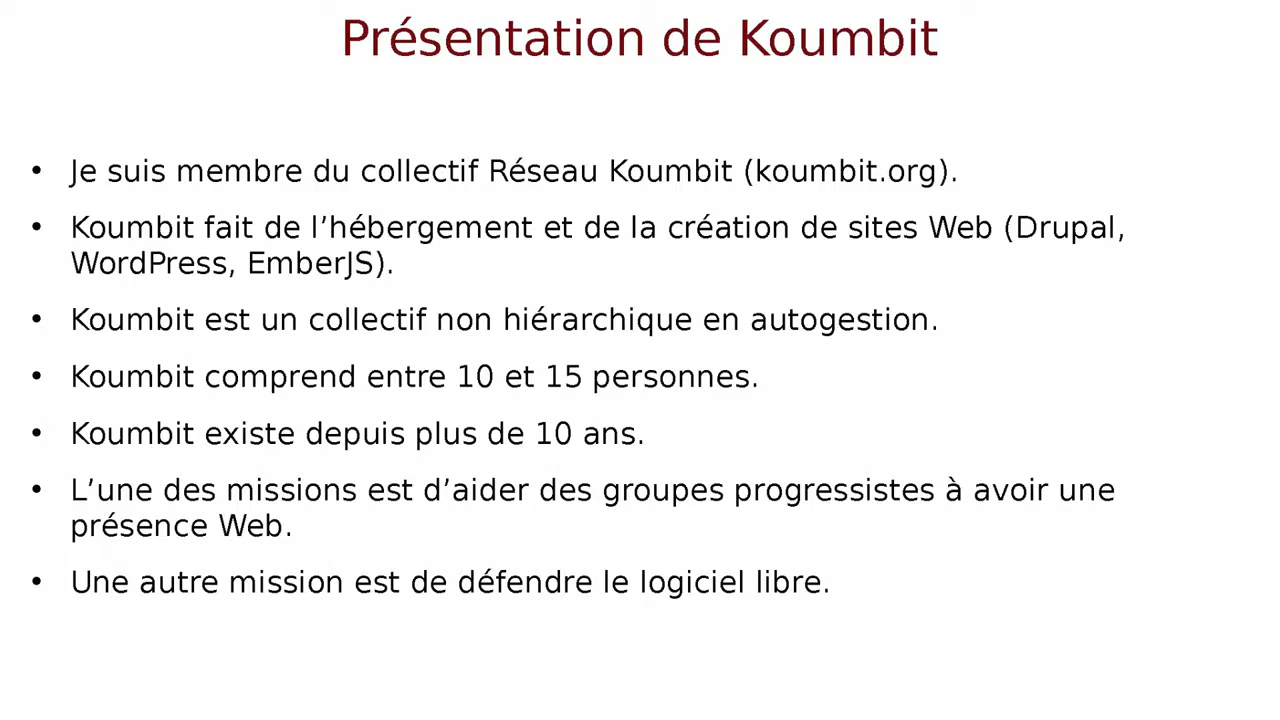 Présentation de Koumbit
• Je suis membre du collectif Réseau Koumbit (koumbit.org).
• Koumbit fait de l’hébergement et de la création de sites Web (Drupal,
WordPress, EmberJS).
• Koumbit est un collectif non hiérarchique en autogestion.
• Koumbit comprend entre 10 et 15 personnes.
• Koumbit existe depuis plus de 10 ans.
• L’une des missions est d’aider des groupes progressistes à avoir une
présence Web.
• Une autre mission est de défendre le logiciel libre.